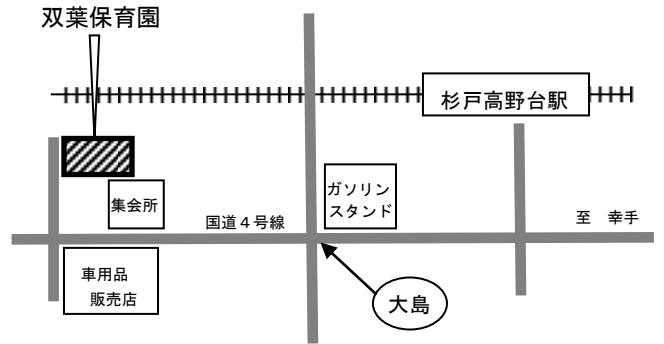 双葉保育園
杉戸高野台駅
集会所
ガソリン
スタンド
国道４号線
至　幸手
車用品
販売店
大島